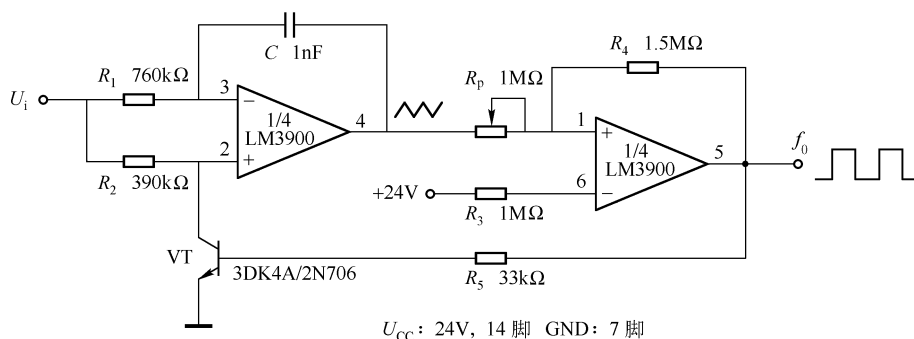 C 1nF
R₁ 760kΩ
3
−
Uᵢ
1/4
LM3900
4
2
+
R₂ 390kΩ
R₄ 1.5MΩ
Rₚ 1MΩ
1
+
1/4
LM3900
5
f₀
6
−
+24V
R₃ 1MΩ
VT
3DK4A/2N706
R₅ 33kΩ
U_CC：24V，14 脚 GND：7 脚